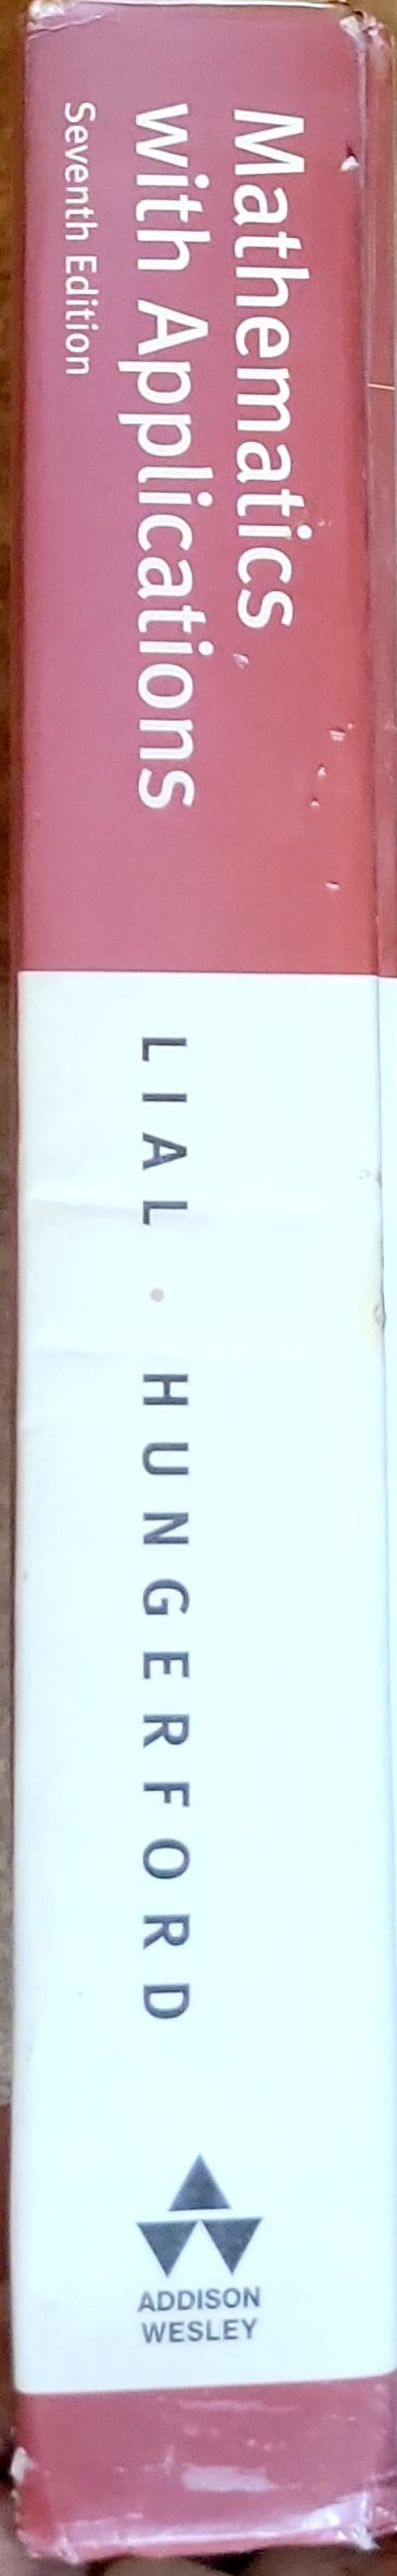 Mathematics
with Applications
Seventh Edition
LIAL • HUNGERFORD
ADDISON
WESLEY